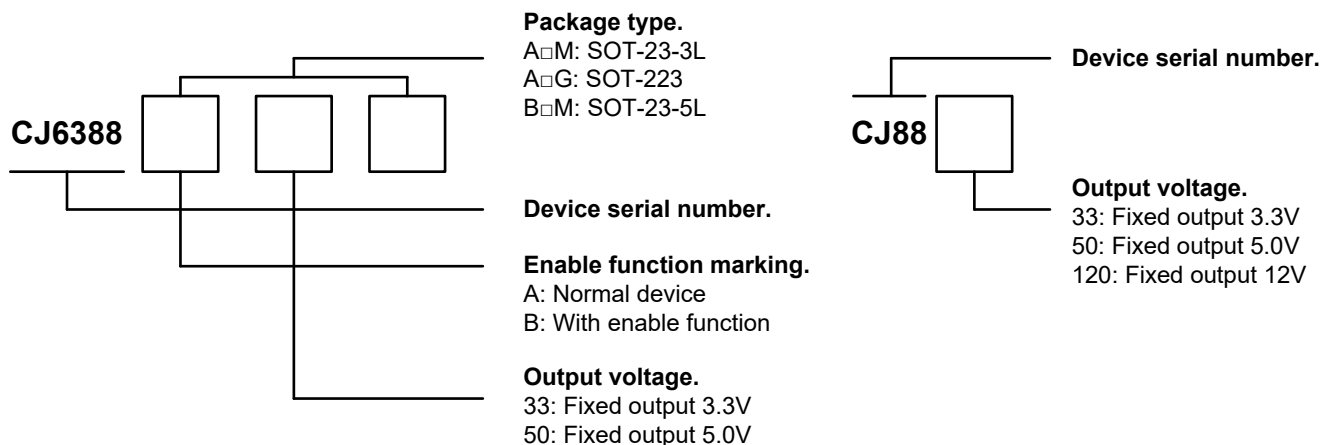 Package type.
A□M: SOT-23-3L
A□G: SOT-223
B□M: SOT-23-5L
CJ6388
Device serial number.
Enable function marking.
A: Normal device
B: With enable function
Output voltage.
33: Fixed output 3.3V
50: Fixed output 5.0V
Device serial number.
CJ88
Output voltage.
33: Fixed output 3.3V
50: Fixed output 5.0V
120: Fixed output 12V